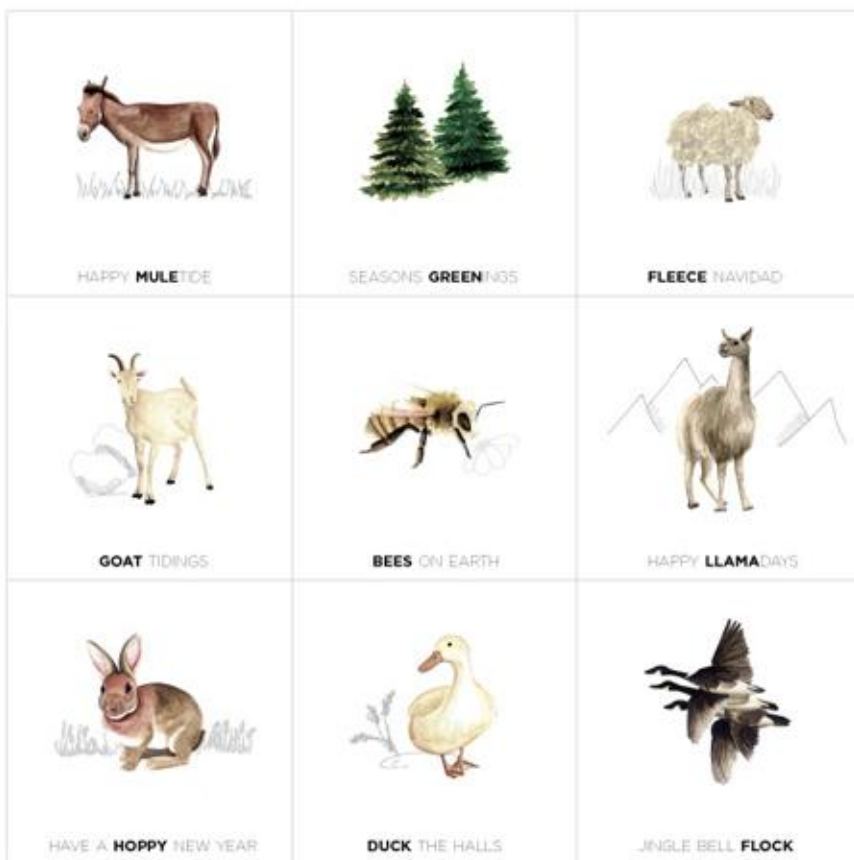 HAPPY MULETIDE
SEASONS GREENINGS
FLEECE NAVIDAD
GOAT TIDINGS
BEES ON EARTH
HAPPY LLAMADAYS
HAVE A HOPPY NEW YEAR
DUCK THE HALLS
JINGLE BELL FLOCK